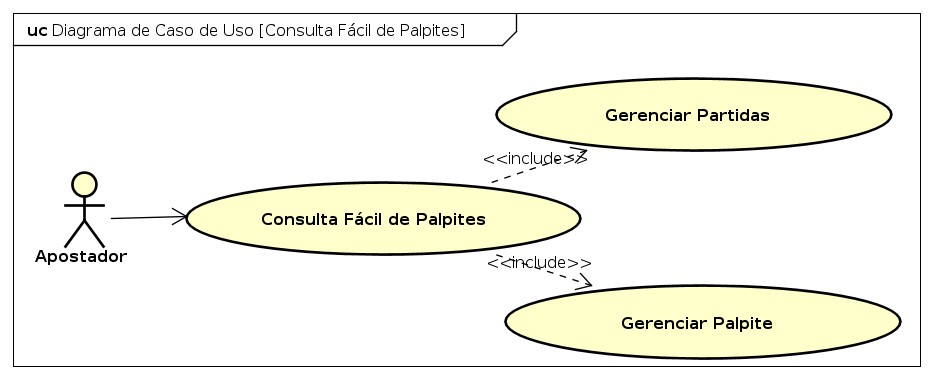 uc Diagrama de Caso de Uso [Consulta Fácil de Palpites]
Gerenciar Partidas
<<include>>
Consulta Fácil de Palpites
Apostador
<<include>>
Gerenciar Palpite